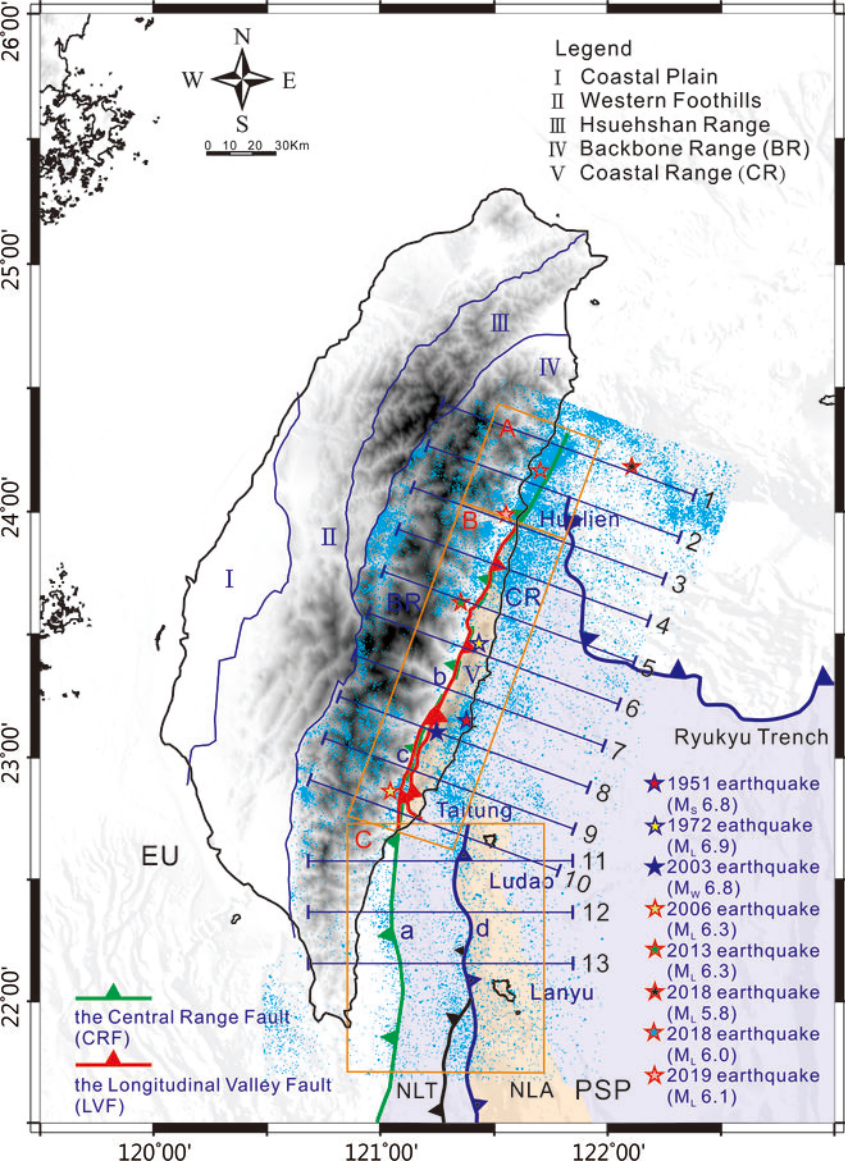 26°00'
25°00'
24°00'
23°00'
22°00'
120°00'
121°00'
122°00'
N
W
E
S
0 10 20 30Km
Legend
I Coastal Plain
II Western Foothills
III Hsuehshan Range
IV Backbone Range (BR)
V Coastal Range (CR)
III
IV
A
1
B
Hualien
2
II
3
I
BR
CR
4
5
b
V
6
7
Ryukyu Trench
c
8
Taitung
9
EU
C
11
Ludao
10
12
a
d
13
Lanyu
NLT
NLA
PSP
1951 earthquake
(Ms 6.8)
1972 eathquake
(ML 6.9)
2003 earthquake
(MW 6.8)
2006 earthquake
(ML 6.3)
2013 earthquake
(ML 6.3)
2018 earthquake
(ML 5.8)
2018 earthquake
(ML 6.0)
2019 earthquake
(ML 6.1)
the Central Range Fault
(CRF)
the Longitudinal Valley Fault
(LVF)